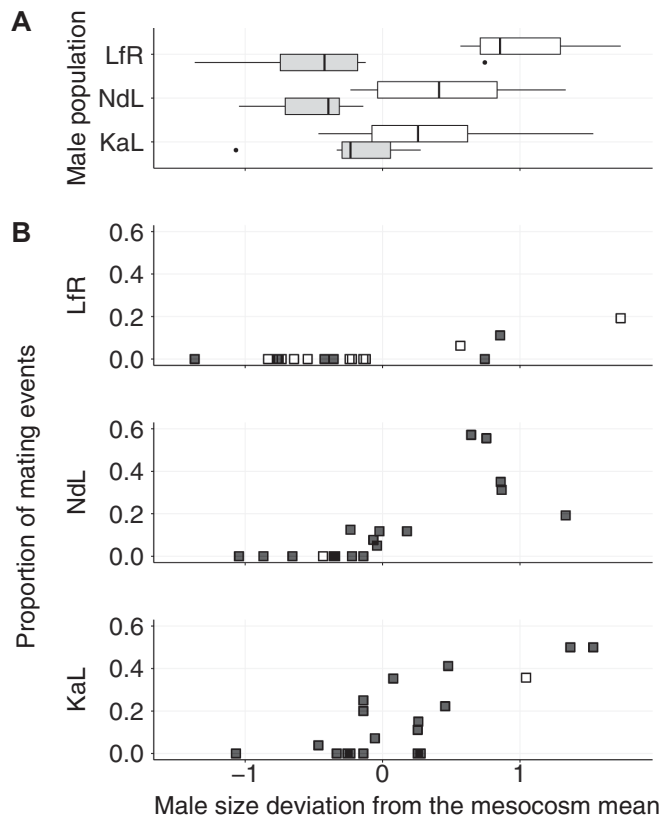 A
Male population
LfR
NdL
KaL
B
Proportion of mating events
LfR
0.6
0.4
0.2
0.0
NdL
0.6
0.4
0.2
0.0
KaL
0.6
0.4
0.2
0.0
−1 0 1
Male size deviation from the mesocosm mean